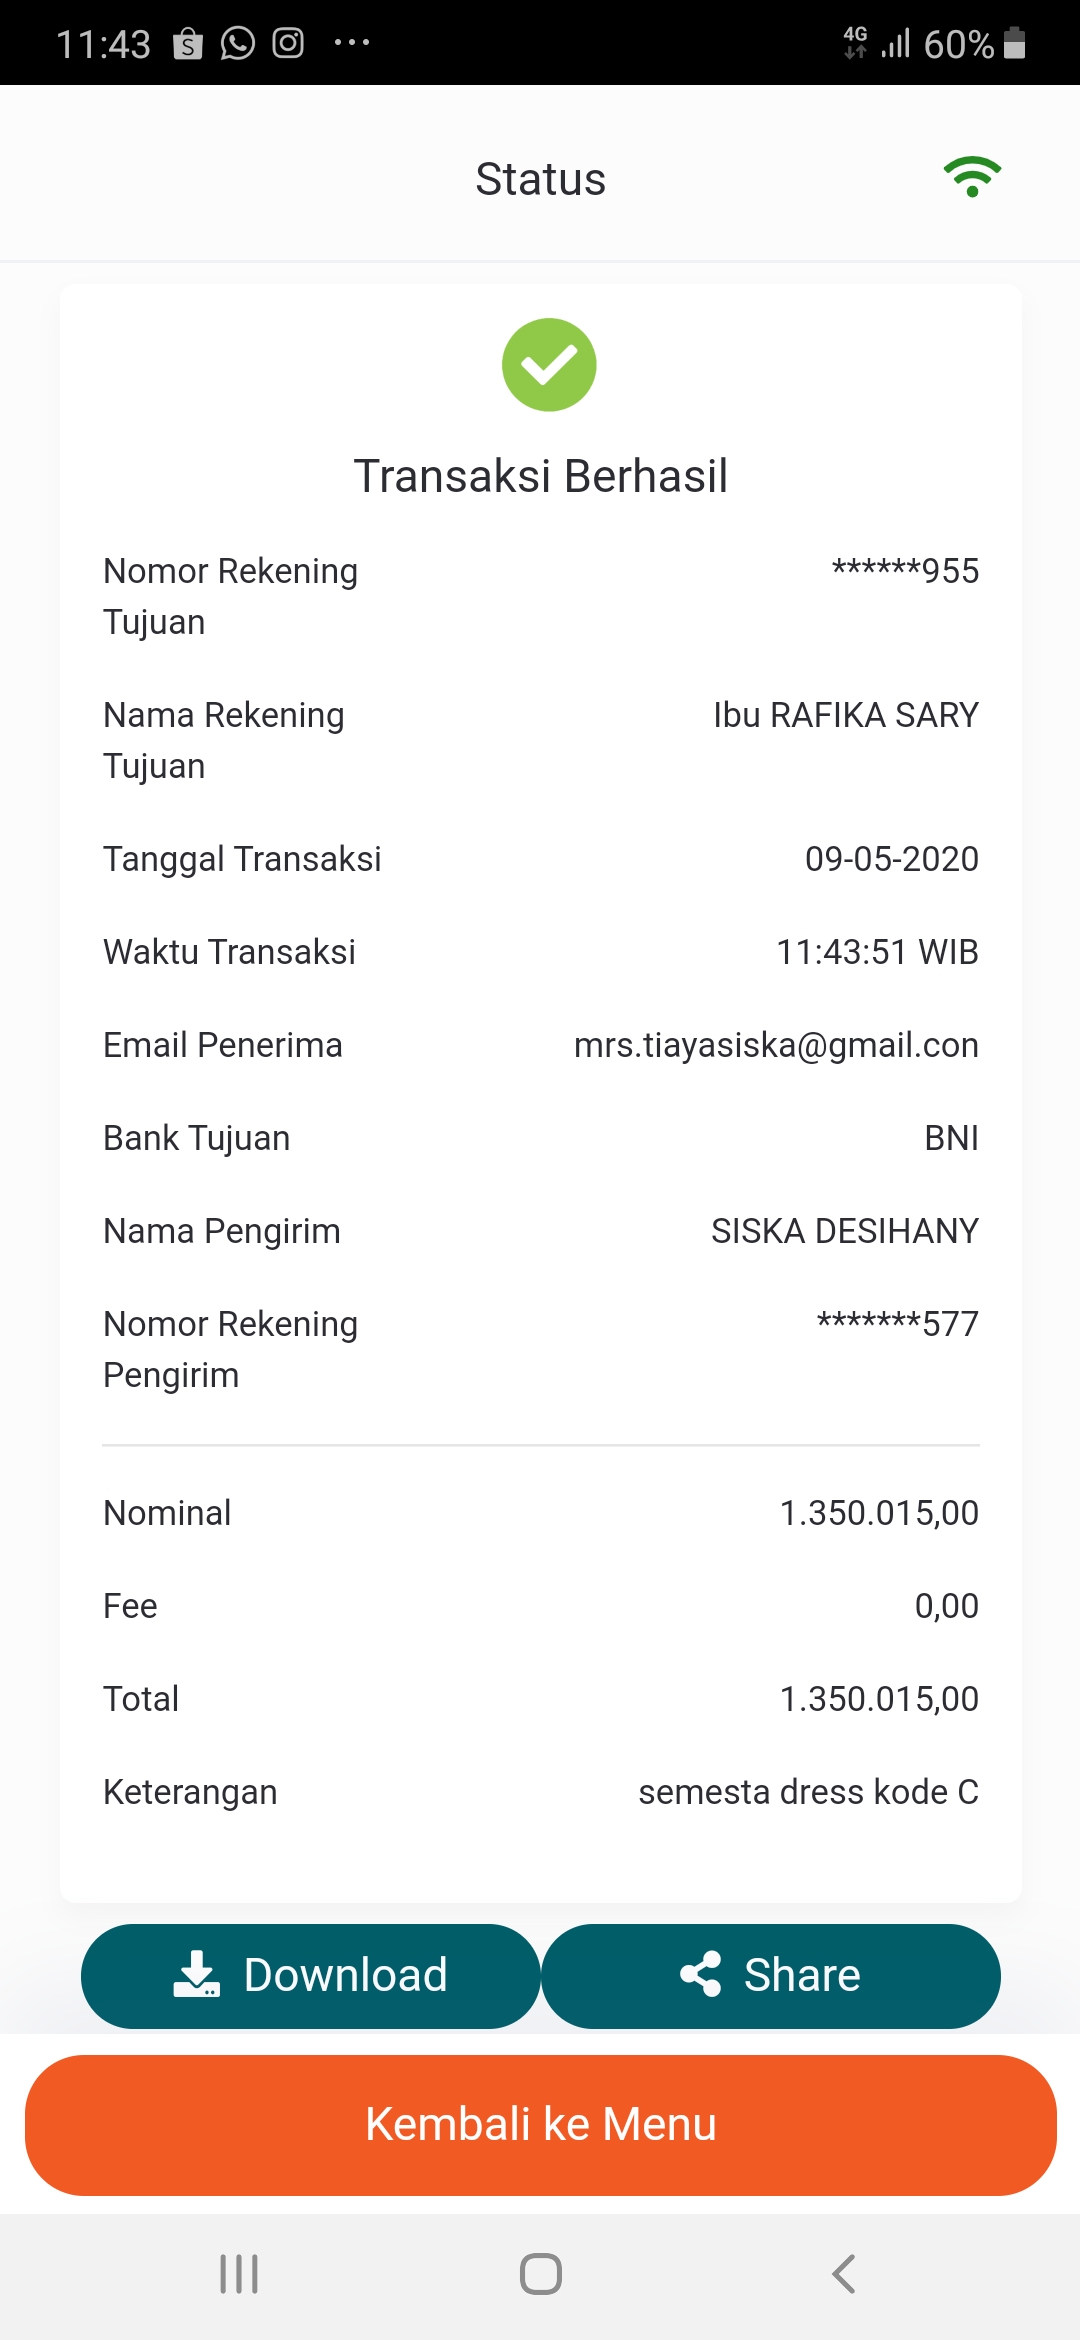 11:43 4G 60%
Status
Transaksi Berhasil
Nomor Rekening ******955
Tujuan
Nama Rekening Ibu RAFIKA SARY
Tujuan
Tanggal Transaksi 09-05-2020
Waktu Transaksi 11:43:51 WIB
Email Penerima mrs.tiayasiska@gmail.con
Bank Tujuan BNI
Nama Pengirim SISKA DESIHANY
Nomor Rekening *******577
Pengirim
Nominal 1.350.015,00
Fee 0,00
Total 1.350.015,00
Keterangan semesta dress kode C
Download Share
Kembali ke Menu